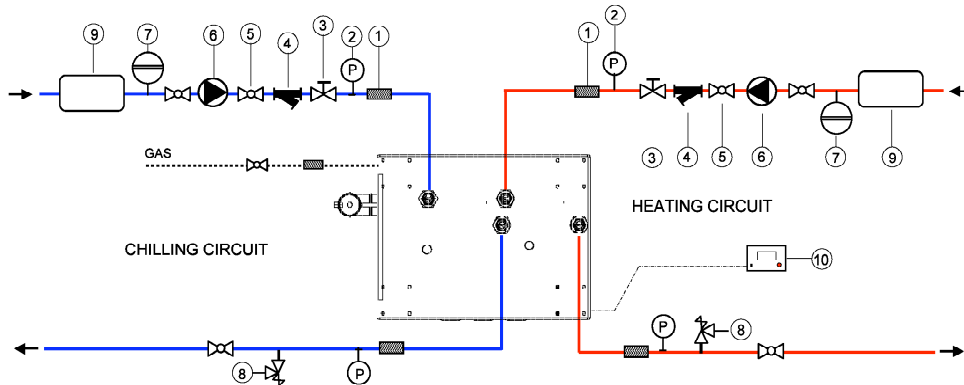 9 7 6 5 4 3 2 1
P
1 2
P
3 4 5 6 7 9
GAS
HEATING CIRCUIT
CHILLING CIRCUIT
10
8
P
P
8